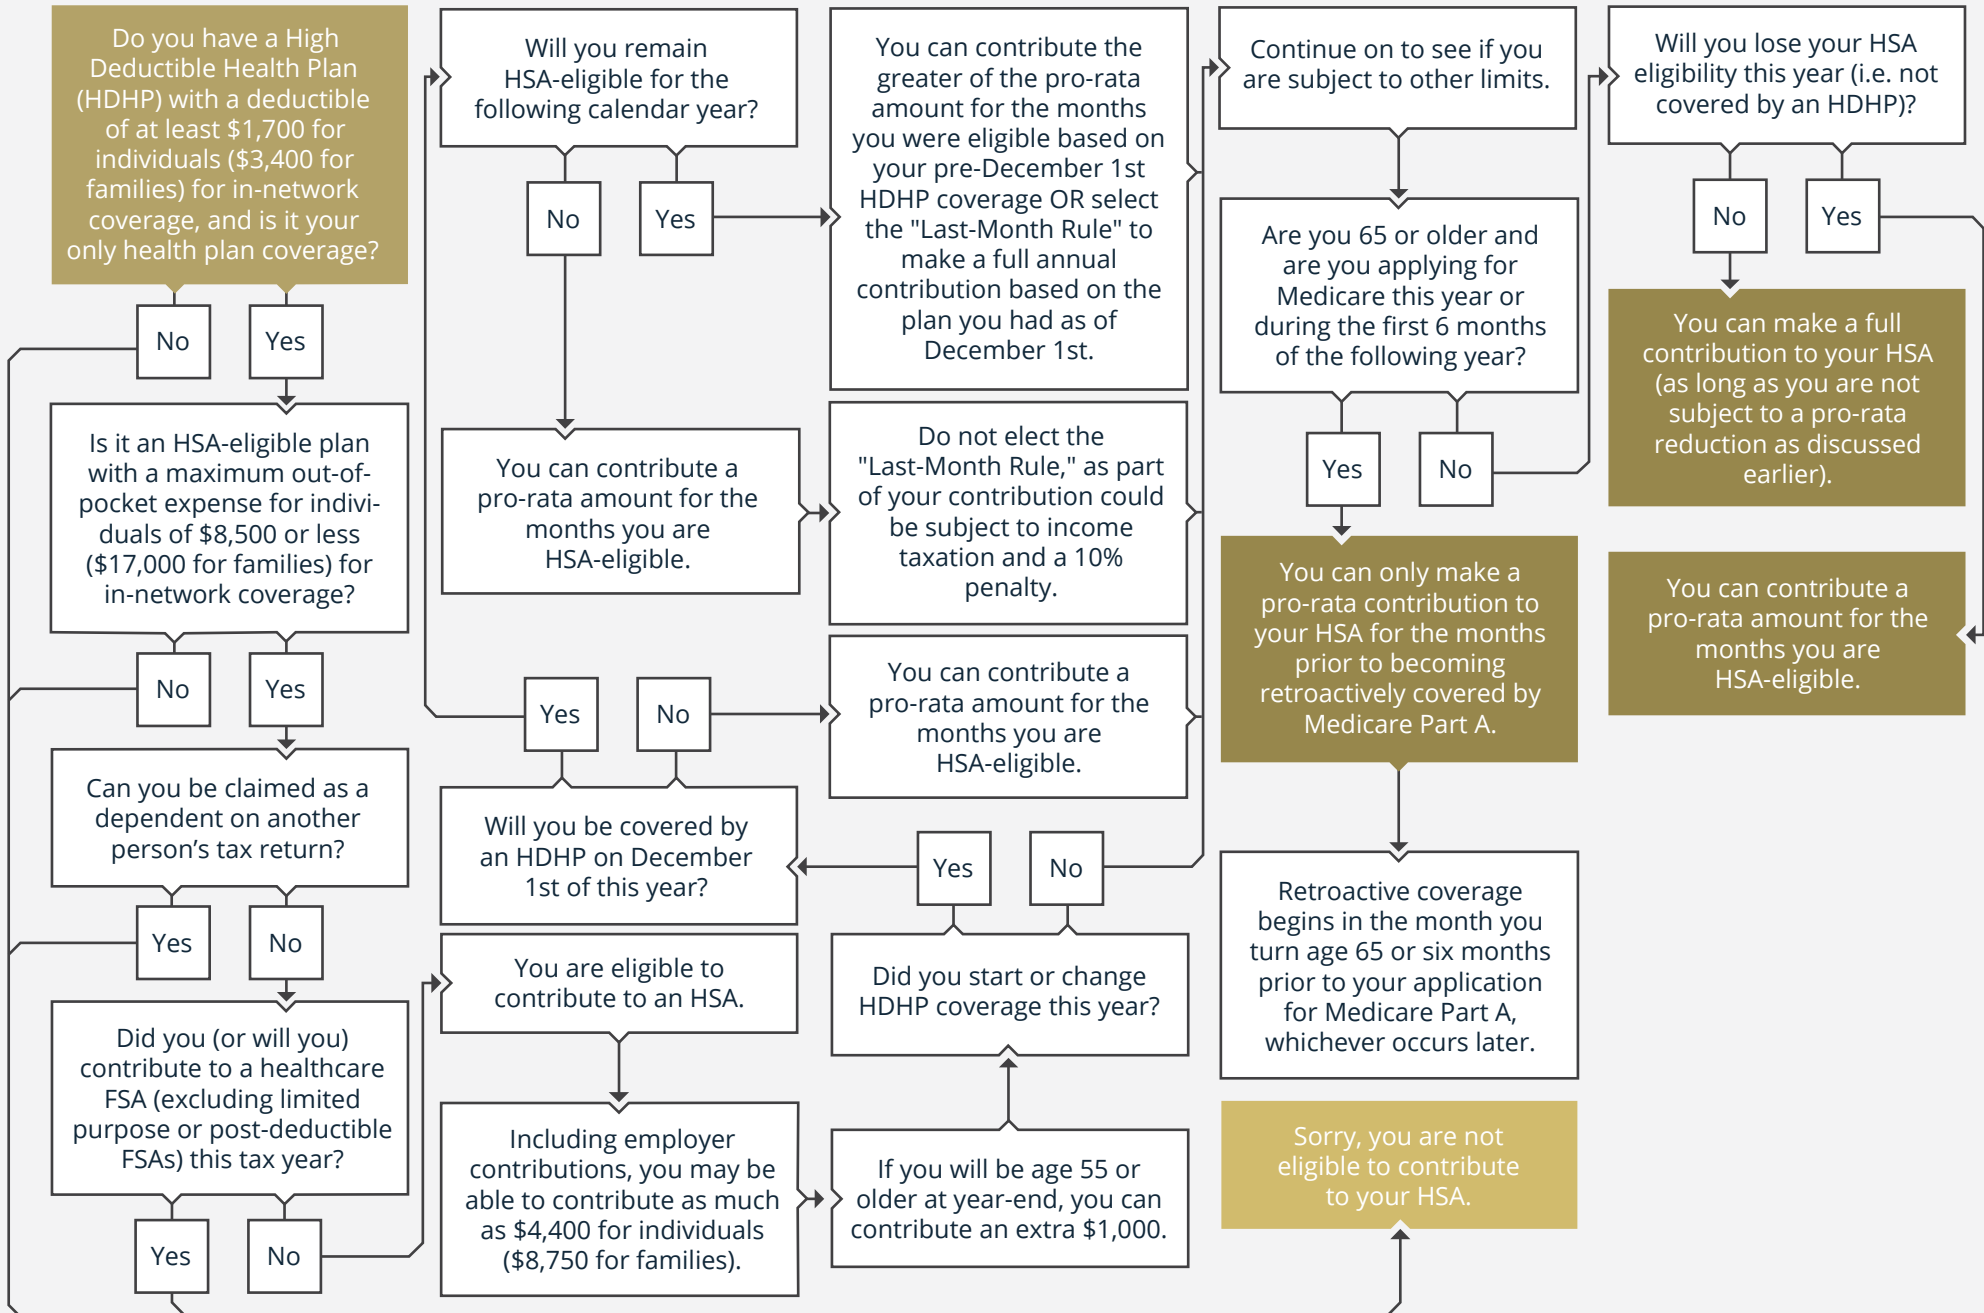 Do you have a High
Deductible Health Plan
(HDHP) with a deductible
of at least $1,700 for
individuals ($3,400 for
families) for in-network
coverage, and is it your
only health plan coverage?
No
Yes
Is it an HSA-eligible plan
with a maximum out-of-
pocket expense for indivi-
duals of $8,500 or less
($17,000 for families) for
in-network coverage?
No
Yes
Can you be claimed as a
dependent on another
person’s tax return?
Yes
No
Did you (or will you)
contribute to a healthcare
FSA (excluding limited
purpose or post-deductible
FSAs) this tax year?
Yes
No
You are eligible to
contribute to an HSA.
Including employer
contributions, you may be
able to contribute as much
as $4,400 for individuals
($8,750 for families).
If you will be age 55 or
older at year-end, you can
contribute an extra $1,000.
Did you start or change
HDHP coverage this year?
Yes
No
Will you be covered by
an HDHP on December
1st of this year?
Yes
No
You can contribute a
pro-rata amount for the
months you are
HSA-eligible.
Will you remain
HSA-eligible for the
following calendar year?
No
Yes
You can contribute a
pro-rata amount for the
months you are
HSA-eligible.
Do not elect the
"Last-Month Rule," as part
of your contribution could
be subject to income
taxation and a 10%
penalty.
You can contribute the
greater of the pro-rata
amount for the months
you were eligible based on
your pre-December 1st
HDHP coverage OR select
the "Last-Month Rule" to
make a full annual
contribution based on the
plan you had as of
December 1st.
Continue on to see if you
are subject to other limits.
Are you 65 or older and
are you applying for
Medicare this year or
during the first 6 months
of the following year?
Yes
No
You can only make a
pro-rata contribution to
your HSA for the months
prior to becoming
retroactively covered by
Medicare Part A.
Retroactive coverage
begins in the month you
turn age 65 or six months
prior to your application
for Medicare Part A,
whichever occurs later.
Sorry, you are not
eligible to contribute
to your HSA.
Will you lose your HSA
eligibility this year (i.e. not
covered by an HDHP)?
No
Yes
You can make a full
contribution to your HSA
(as long as you are not
subject to a pro-rata
reduction as discussed
earlier).
You can contribute a
pro-rata amount for the
months you are
HSA-eligible.